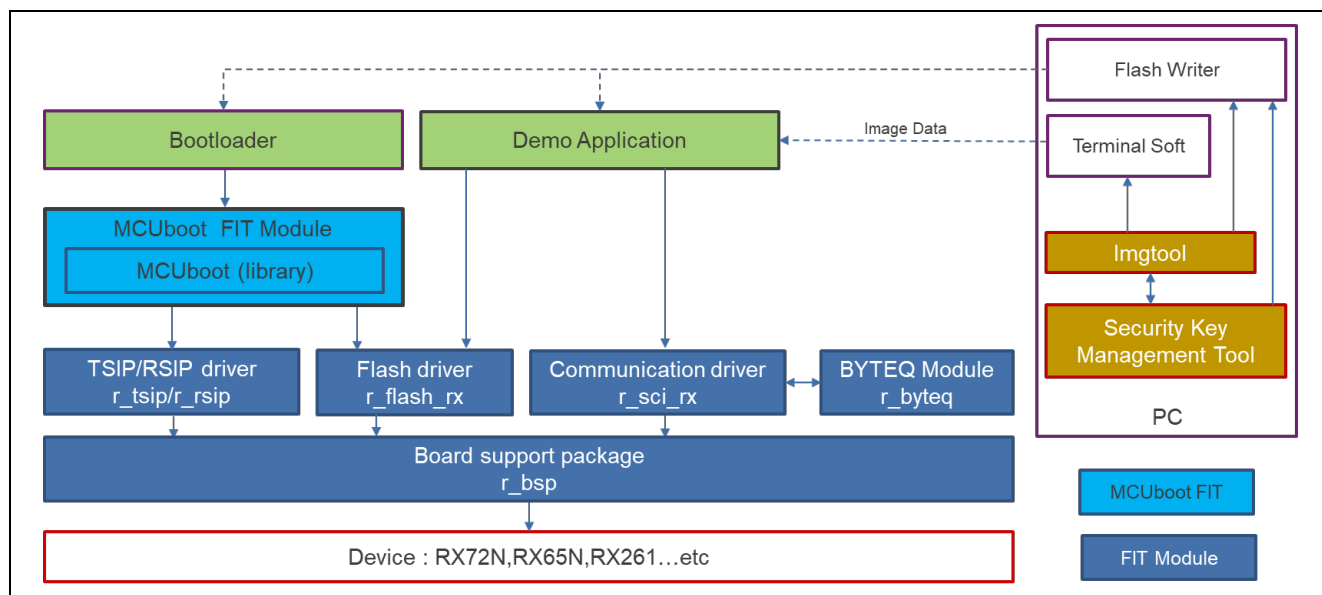 Flash Writer
Bootloader
Demo Application
Image Data
Terminal Soft
MCUboot FIT Module
MCUboot (library)
Imgtool
Security Key
Management Tool
TSIP/RSIP driver
r_tsip/r_rsip
Flash driver
r_flash_rx
Communication driver
r_sci_rx
BYTEQ Module
r_byteq
PC
Board support package
r_bsp
MCUboot FIT
Device : RX72N,RX65N,RX261...etc
FIT Module